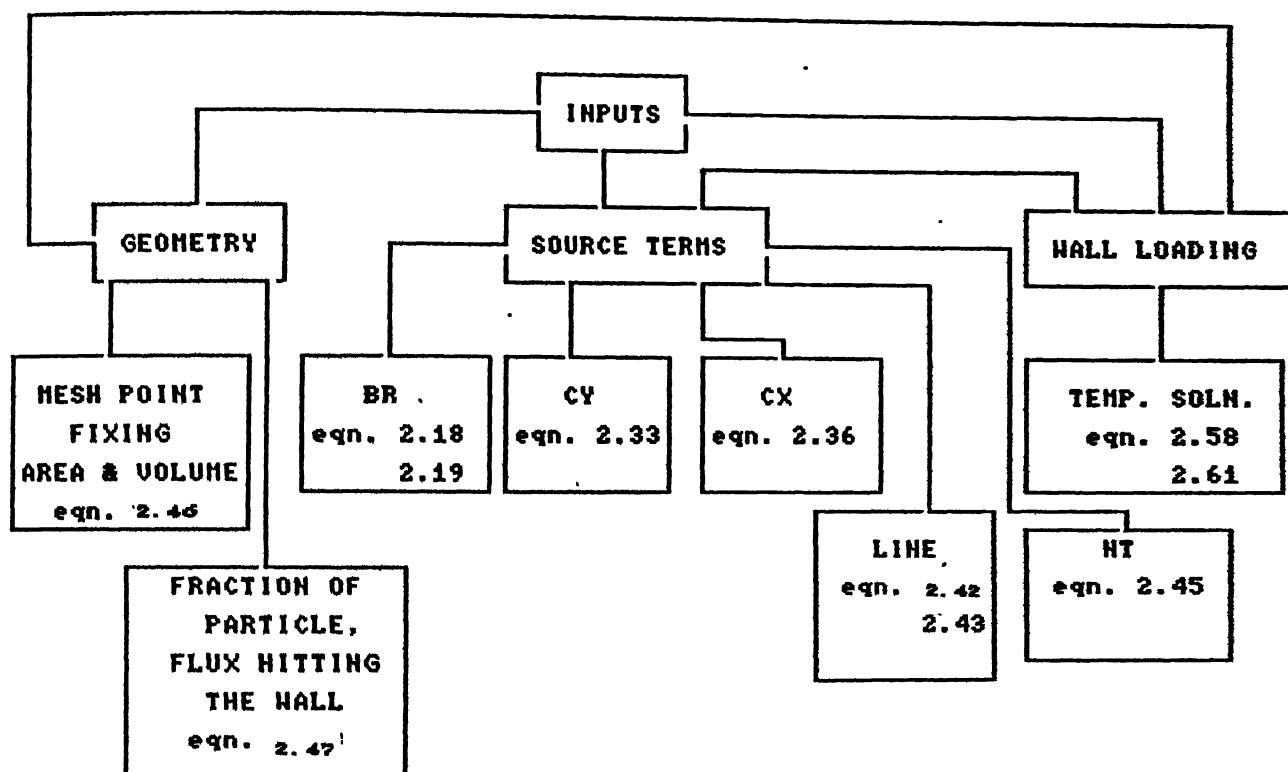 INPUTS
GEOMETRY
SOURCE TERMS
WALL LOADING
MESH POINT
FIXING
AREA & VOLUME
eqn. 2.46
BR
eqn. 2.18
2.19
CY
eqn. 2.33
CX
eqn. 2.36
TEMP. SOLN.
eqn. 2.58
2.61
FRACTION OF
PARTICLE,
FLUX HITTING
THE WALL
eqn. 2.47
LINE
eqn. 2.42
2.43
NT
eqn. 2.45